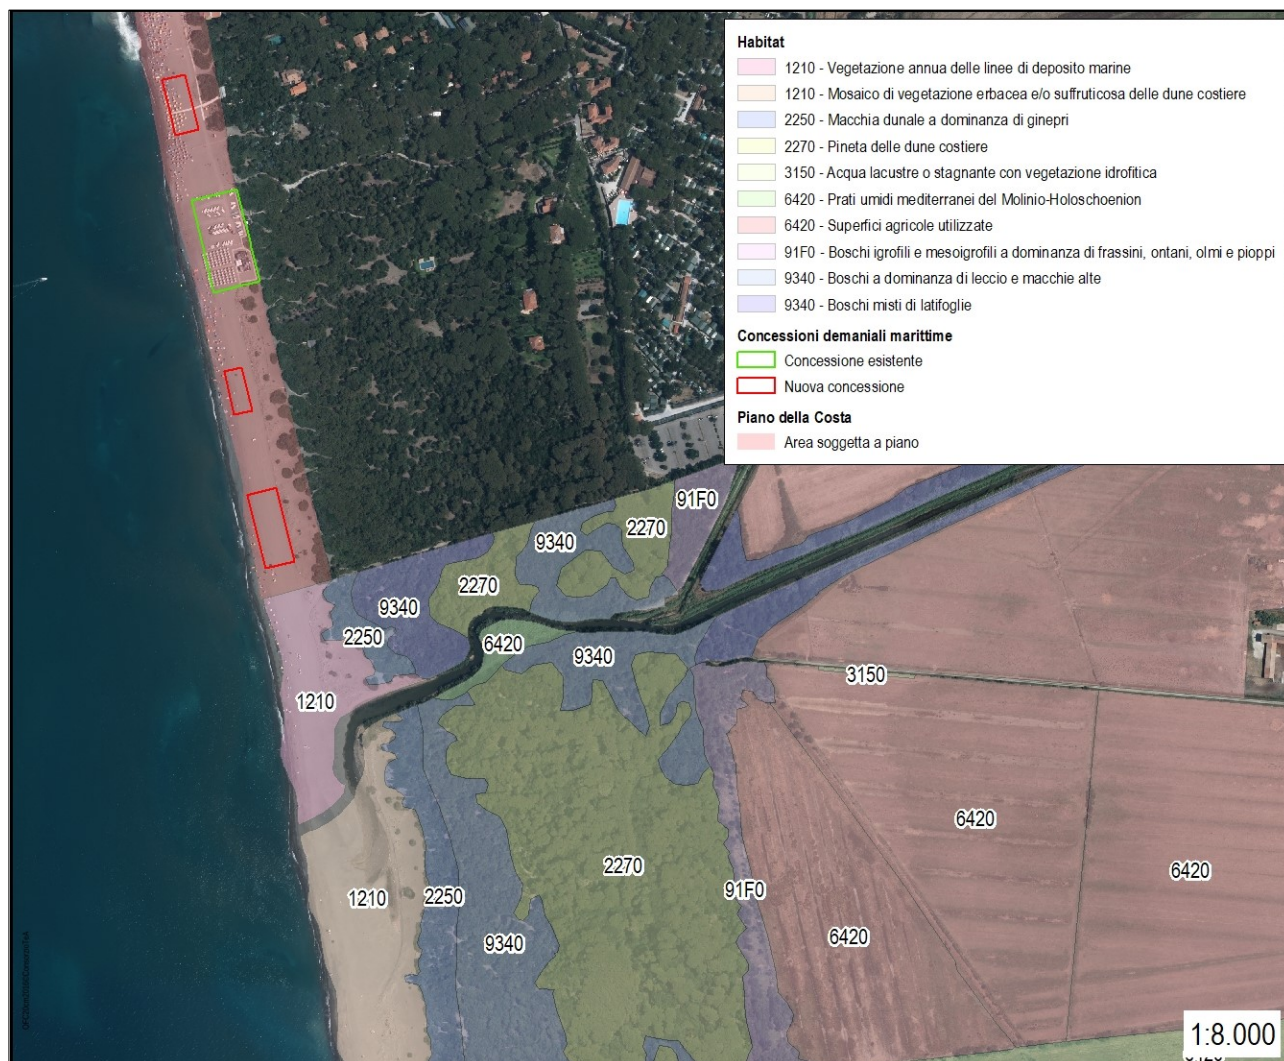 Habitat
1210 - Vegetazione annua delle linee di deposito marine
1210 - Mosaico di vegetazione erbacea e/o suffruticosa delle dune costiere
2250 - Macchia dunale a dominanza di ginepri
2270 - Pineta delle dune costiere
3150 - Acqua lacustre o stagnante con vegetazione idrofitica
6420 - Prati umidi mediterranei del Molinio-Holoschoenion
6420 - Superfici agricole utilizzate
91F0 - Boschi igrofili e mesoigrofili a dominanza di frassini, ontani, olmi e pioppi
9340 - Boschi a dominanza di leccio e macchie alte
9340 - Boschi misti di latifoglie
Concessioni demaniali marittime
Concessione esistente
Nuova concessione
Piano della Costa
Area soggetta a piano
91F0
2270
9340
2270
9340
2250
6420
9340
3150
1210
6420
2270
6420
91F0
1210
2250
9340
6420
1:8.000